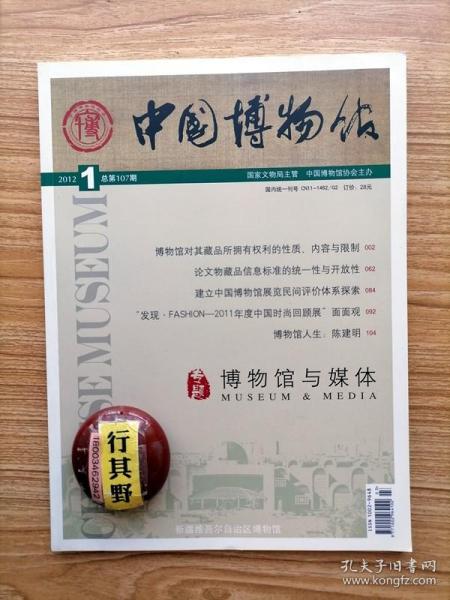 中国博物馆
2012 1 总第107期
国家文物局主管 中国博物馆协会主办
国内统一刊号 CN11-1462/G2 订价：28元
CHINESE MUSEUM
博物馆对其藏品所拥有权利的性质、内容与限制 002
论文物藏品信息标准的统一性与开放性 062
建立中国博物馆展览民间评价体系探索 084
“发现·FASHION—2011年度中国时尚回顾展”面面观 092
博物馆人生：陈建明 104
专题
博物馆与媒体
MUSEUM & MEDIA
行其野
18003462942
新疆维吾尔自治区博物馆
ISSN 1002-9648
孔夫子旧书网
www.kongfz.com